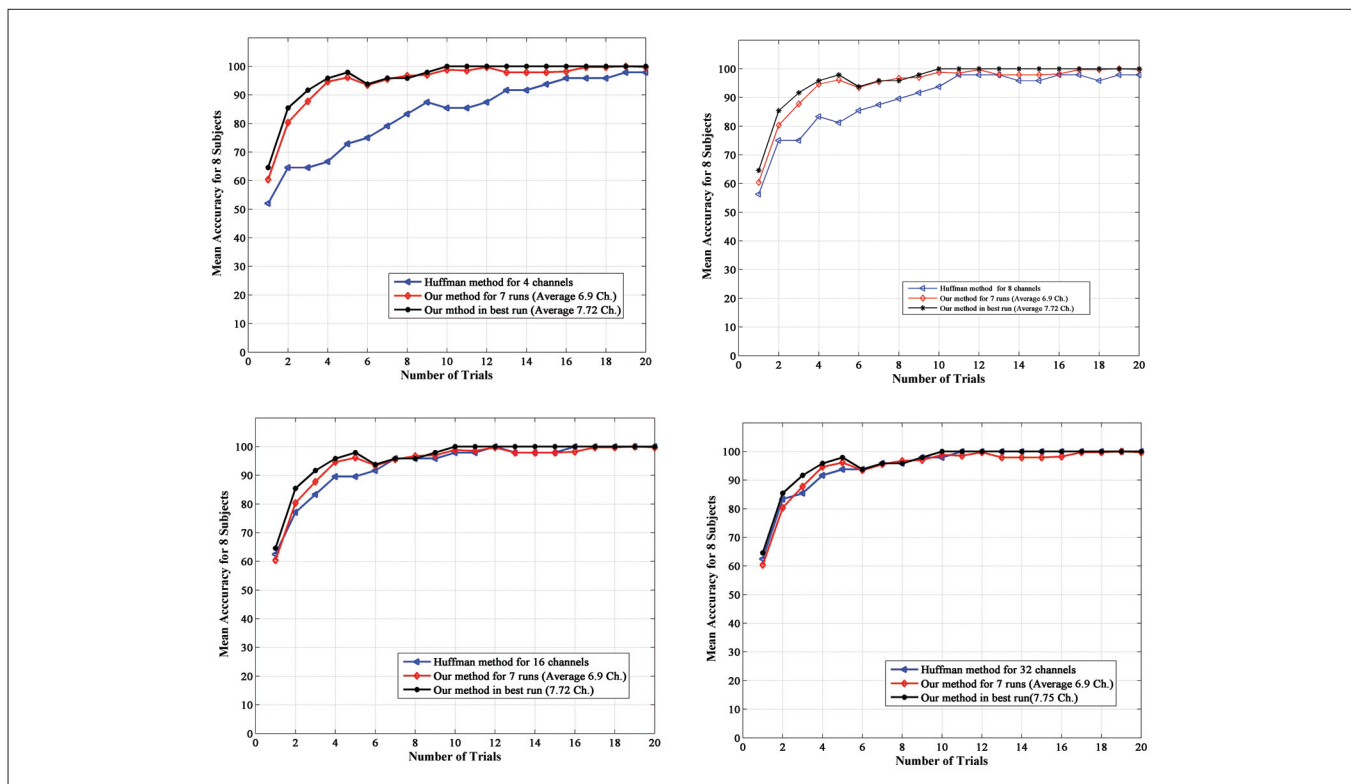 Mean Acccuracy for 8 Subjects
110
100
90
80
70
60
50
40
30
20
10
0
Huffman method for 4 channels
Our method for 7 runs (Average 6.9 Ch.)
Our mthod in best run (Average 7.72 Ch.)
0 2 4 6 8 10 12 14 16 18 20
Number of Trials
Mean Acccuracy for 8 Subjects
110
100
90
80
70
60
50
40
30
20
10
0
Huffman method for 8 channels
Our method for 7 runs (Average 6.9 Ch.)
Our method in best run (Average 7.72 Ch.)
0 2 4 6 8 10 12 14 16 18 20
Number of Trials
Mean Acccuracy for 8 Subjects
110
100
90
80
70
60
50
40
30
20
10
0
Huffman method for 16 channels
Our method for 7 runs (Average 6.9 Ch.)
Our method in best run (7.72 Ch.)
0 2 4 6 8 10 12 14 16 18 20
Number of Trials
Mean Acccuracy for 8 Subjects
110
100
90
80
70
60
50
40
30
20
10
0
Huffman method for 32 channels
Our method for 7 runs (Average 6.9 Ch.)
Our method in best run(7.75 Ch.)
0 2 4 6 8 10 12 14 16 18 20
Number of Trials